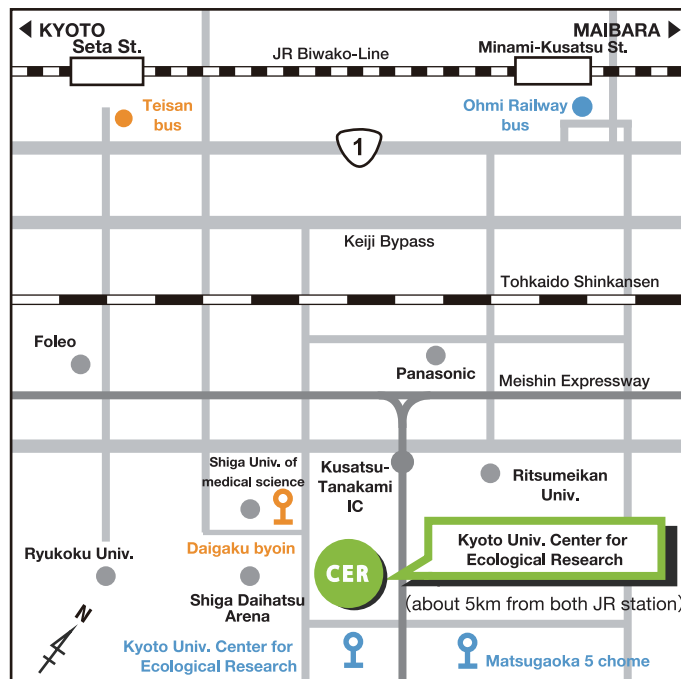 KYOTO
MAIBARA
Seta St.
JR Biwako-Line
Minami-Kusatsu St.
Teisan
bus
Ohmi Railway
bus
1
Keiji Bypass
Tohkaido Shinkansen
Foleo
Panasonic
Meishin Expressway
Shiga Univ. of
medical science
Kusatsu-
Tanakami
IC
Ritsumeikan
Univ.
Daigaku byoin
Ryukoku Univ.
CER
Kyoto Univ. Center for
Ecological Research
(about 5km from both JR station)
Shiga Daihatsu
Arena
N
Kyoto Univ. Center for
Ecological Research
Matsugaoka 5 chome